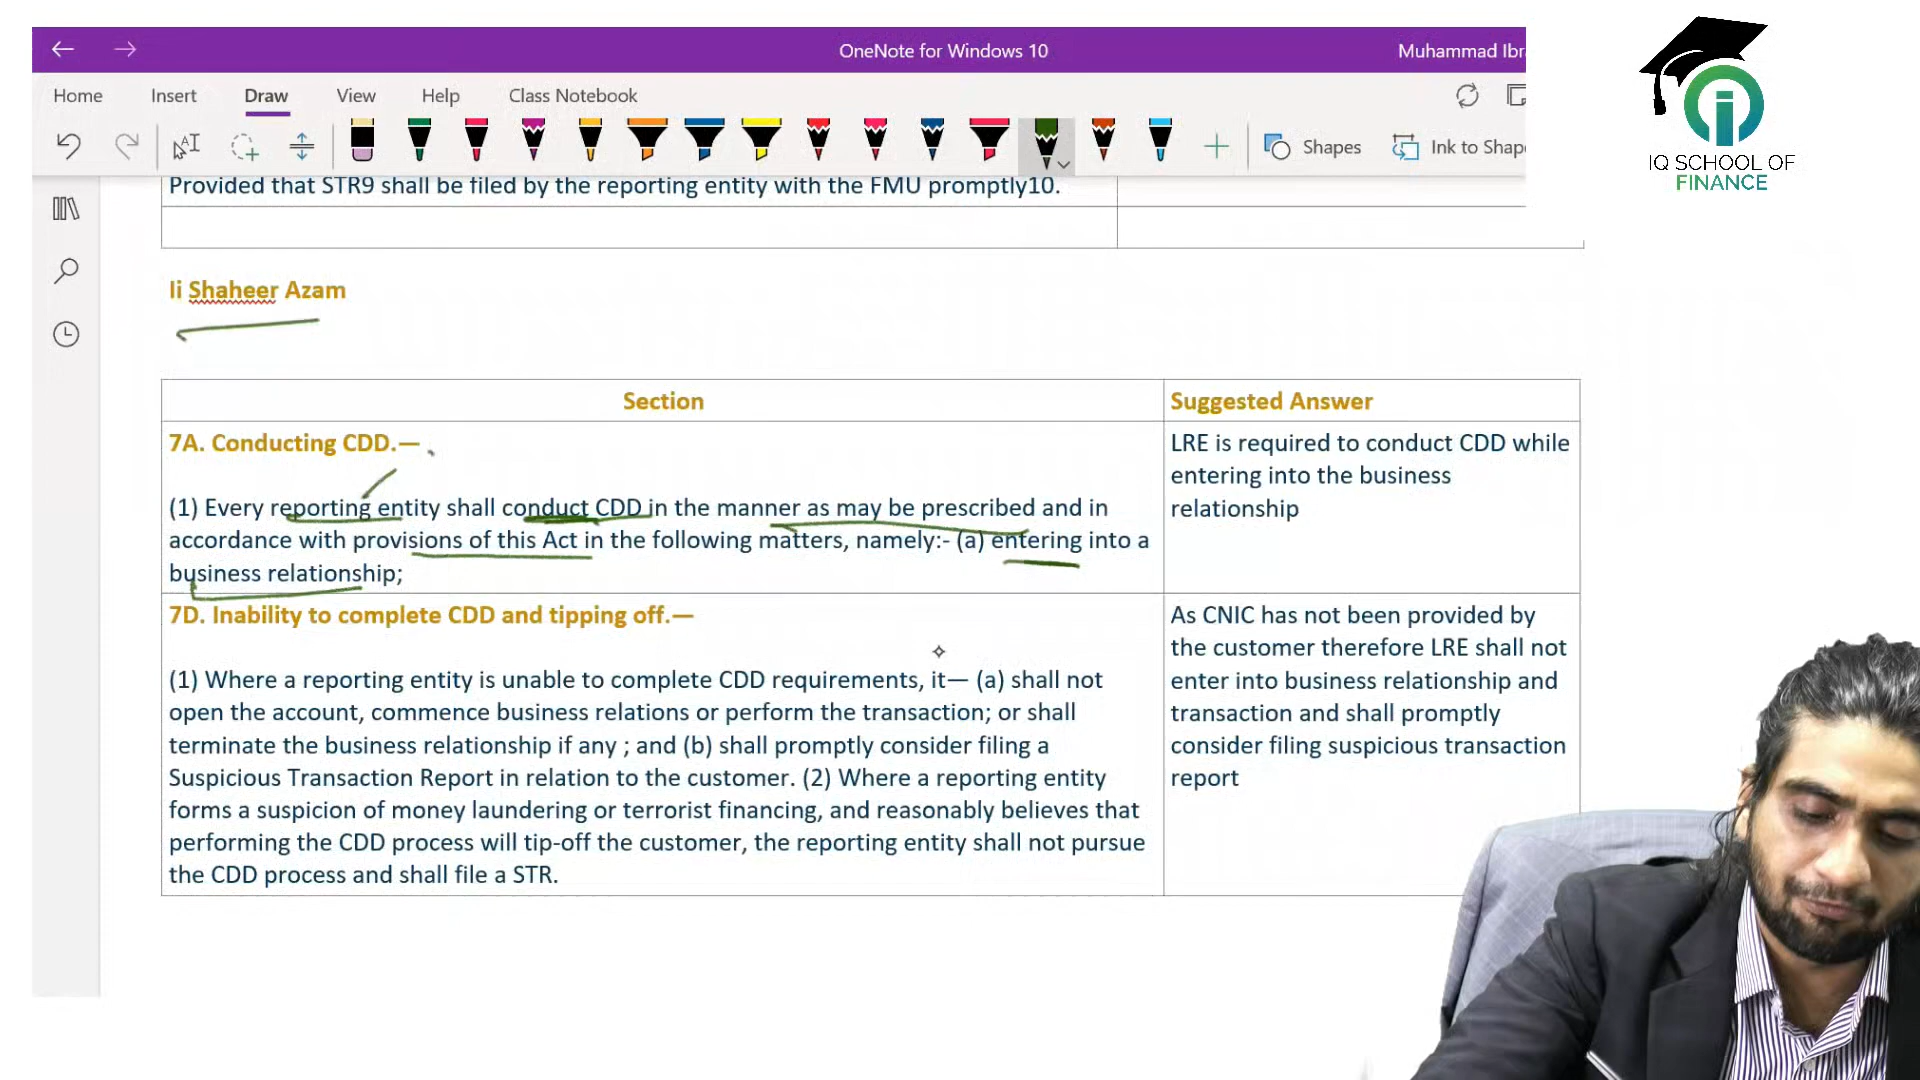 OneNote for Windows 10
Muhammad Ibr
Home Insert Draw View Help Class Notebook
Shapes Ink to Shap
IQ SCHOOL OF
FINANCE
Provided that STR9 shall be filed by the reporting entity with the FMU promptly10.
Ii Shaheer Azam
Section
Suggested Answer
7A. Conducting CDD.—
(1) Every reporting entity shall conduct CDD in the manner as may be prescribed and in
accordance with provisions of this Act in the following matters, namely:- (a) entering into a
business relationship;
LRE is required to conduct CDD while
entering into the business
relationship
7D. Inability to complete CDD and tipping off.—
(1) Where a reporting entity is unable to complete CDD requirements, it— (a) shall not
open the account, commence business relations or perform the transaction; or shall
terminate the business relationship if any ; and (b) shall promptly consider filing a
Suspicious Transaction Report in relation to the customer. (2) Where a reporting entity
forms a suspicion of money laundering or terrorist financing, and reasonably believes that
performing the CDD process will tip-off the customer, the reporting entity shall not pursue
the CDD process and shall file a STR.
As CNIC has not been provided by
the customer therefore LRE shall not
enter into business relationship and
transaction and shall promptly
consider filing suspicious transaction
report